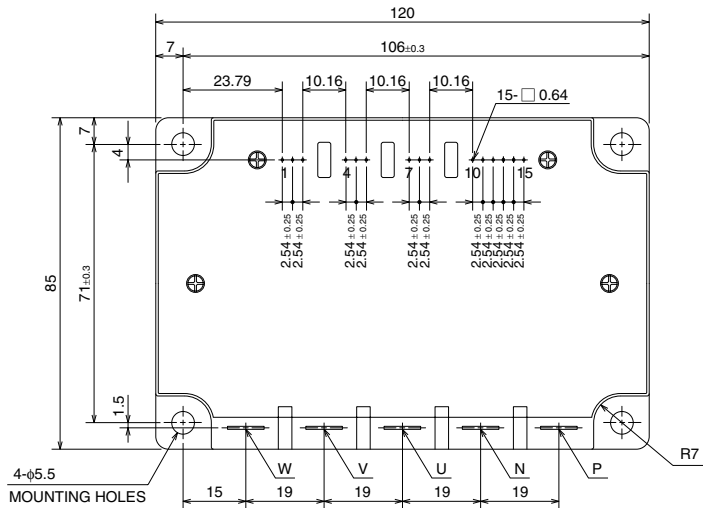 120
7
106±0.3
23.79
10.16
10.16
10.16
15-□ 0.64
7
4
1
4
7
10
15
2.54 ± 0.25
2.54 ± 0.25
2.54 ± 0.25
2.54 ± 0.25
2.54 ± 0.25
2.54 ± 0.25
2.54 ± 0.25
2.54 ± 0.25
2.54 ± 0.25
2.54 ± 0.25
2.54 ± 0.25
85
71±0.3
1.5
R7
4-φ5.5
MOUNTING HOLES
W
V
U
N
P
15
19
19
19
19